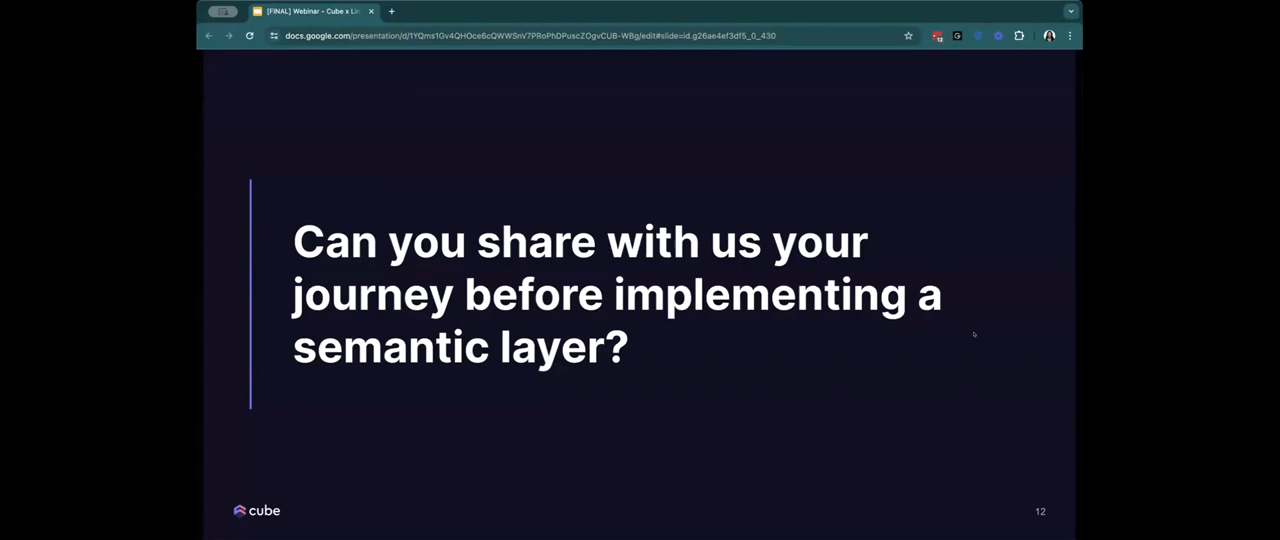 [FINAL] Webinar - Cube x Li
docs.google.com/presentation/d/1YQms1Gv4QHOce6cQWWSnV7PRoPhDPuscZOgvCUB-WBg/edit#slide=id.g26ae4ef3df5_0_430
12
Can you share with us your
journey before implementing a
semantic layer?
cube
12